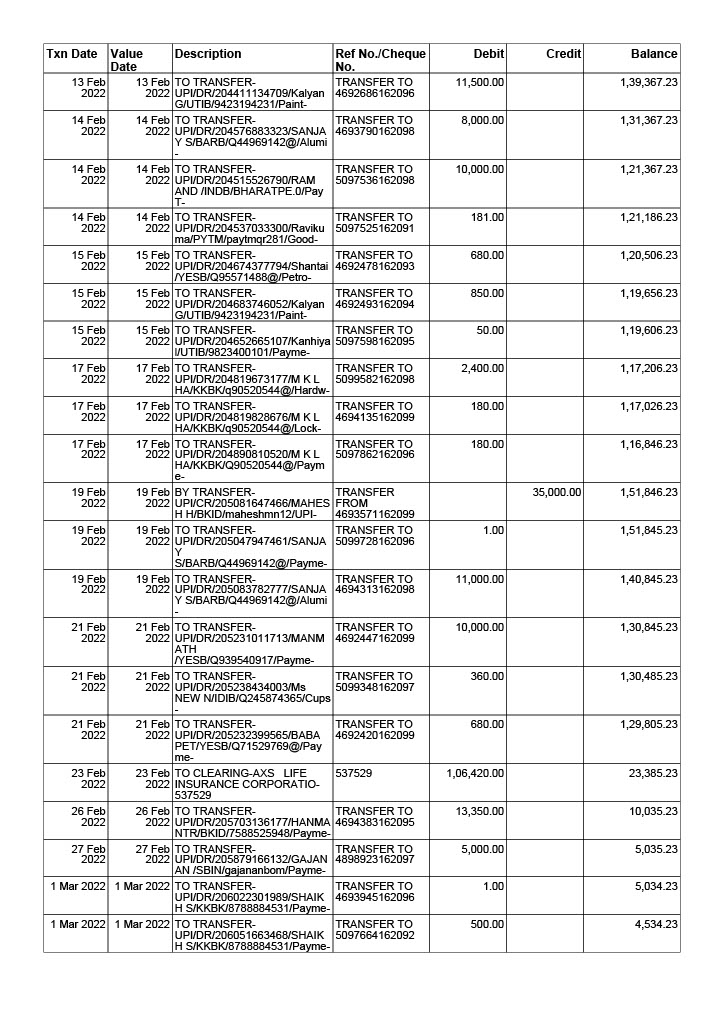 Txn Date Value Description Ref No./Cheque Debit Credit Balance
Date No.
13 Feb 13 Feb TO TRANSFER- TRANSFER TO 11,500.00 1,39,367.23
2022 2022 UPI/DR/204411134709/Kalyan 4692686162096
G/UTIB/9423194231/Paint-
14 Feb 14 Feb TO TRANSFER- TRANSFER TO 8,000.00 1,31,367.23
2022 2022 UPI/DR/204576883323/SANJA 4693790162098
Y S/BARB/Q44969142@/Alumi
-
14 Feb 14 Feb TO TRANSFER- TRANSFER TO 10,000.00 1,21,367.23
2022 2022 UPI/DR/204515526790/RAM 5097536162098
AND /INDB/BHARATPE.0/Pay
T-
14 Feb 14 Feb TO TRANSFER- TRANSFER TO 181.00 1,21,186.23
2022 2022 UPI/DR/204537033300/Raviku 5097525162091
ma/PYTM/paytmqr281/Good-
15 Feb 15 Feb TO TRANSFER- TRANSFER TO 680.00 1,20,506.23
2022 2022 UPI/DR/204674377794/Shantai 4692478162093
/YESB/Q95571488@/Petro-
15 Feb 15 Feb TO TRANSFER- TRANSFER TO 850.00 1,19,656.23
2022 2022 UPI/DR/204683746052/Kalyan 4692493162094
G/UTIB/9423194231/Paint-
15 Feb 15 Feb TO TRANSFER- TRANSFER TO 50.00 1,19,606.23
2022 2022 UPI/DR/204652665107/Kanhiya 5097598162095
l/UTIB/9823400101/Payme-
17 Feb 17 Feb TO TRANSFER- TRANSFER TO 2,400.00 1,17,206.23
2022 2022 UPI/DR/204819673177/M K L 5099582162098
HA/KKBK/q90520544@/Hardw-
17 Feb 17 Feb TO TRANSFER- TRANSFER TO 180.00 1,17,026.23
2022 2022 UPI/DR/204819828676/M K L 4694135162099
HA/KKBK/q90520544@/Lock-
17 Feb 17 Feb TO TRANSFER- TRANSFER TO 180.00 1,16,846.23
2022 2022 UPI/DR/204890810520/M K L 5097862162096
HA/KKBK/Q90520544@/Paym
e-
19 Feb 19 Feb BY TRANSFER- TRANSFER 35,000.00 1,51,846.23
2022 2022 UPI/CR/205081647466/MAHES FROM
H H/BKID/maheshmn12/UPI- 4693571162099
19 Feb 19 Feb TO TRANSFER- TRANSFER TO 1.00 1,51,845.23
2022 2022 UPI/DR/205047947461/SANJA 5099728162096
Y
S/BARB/Q44969142@/Payme-
19 Feb 19 Feb TO TRANSFER- TRANSFER TO 11,000.00 1,40,845.23
2022 2022 UPI/DR/205083782777/SANJA 4694313162098
Y S/BARB/Q44969142@/Alumi
-
21 Feb 21 Feb TO TRANSFER- TRANSFER TO 10,000.00 1,30,845.23
2022 2022 UPI/DR/205231011713/MANM 4692447162099
ATH
/YESB/Q939540917/Payme-
21 Feb 21 Feb TO TRANSFER- TRANSFER TO 360.00 1,30,485.23
2022 2022 UPI/DR/205238434003/Ms 5099348162097
NEW N/IDIB/Q245874365/Cups
-
21 Feb 21 Feb TO TRANSFER- TRANSFER TO 680.00 1,29,805.23
2022 2022 UPI/DR/205232399565/BABA 4692420162099
PET/YESB/Q71529769@/Pay
me-
23 Feb 23 Feb TO CLEARING-AXS LIFE 537529 1,06,420.00 23,385.23
2022 2022 INSURANCE CORPORATIO-
537529
26 Feb 26 Feb TO TRANSFER- TRANSFER TO 13,350.00 10,035.23
2022 2022 UPI/DR/205703136177/HANMA 4694383162095
NTR/BKID/7588525948/Payme-
27 Feb 27 Feb TO TRANSFER- TRANSFER TO 5,000.00 5,035.23
2022 2022 UPI/DR/205879166132/GAJAN 4898923162097
AN /SBIN/gajananbom/Payme-
1 Mar 2022 1 Mar 2022 TO TRANSFER- TRANSFER TO 1.00 5,034.23
UPI/DR/206022301989/SHAIK 4693945162096
H S/KKBK/8788884531/Payme-
1 Mar 2022 1 Mar 2022 TO TRANSFER- TRANSFER TO 500.00 4,534.23
UPI/DR/206051663468/SHAIK 5097664162092
H S/KKBK/8788884531/Payme-